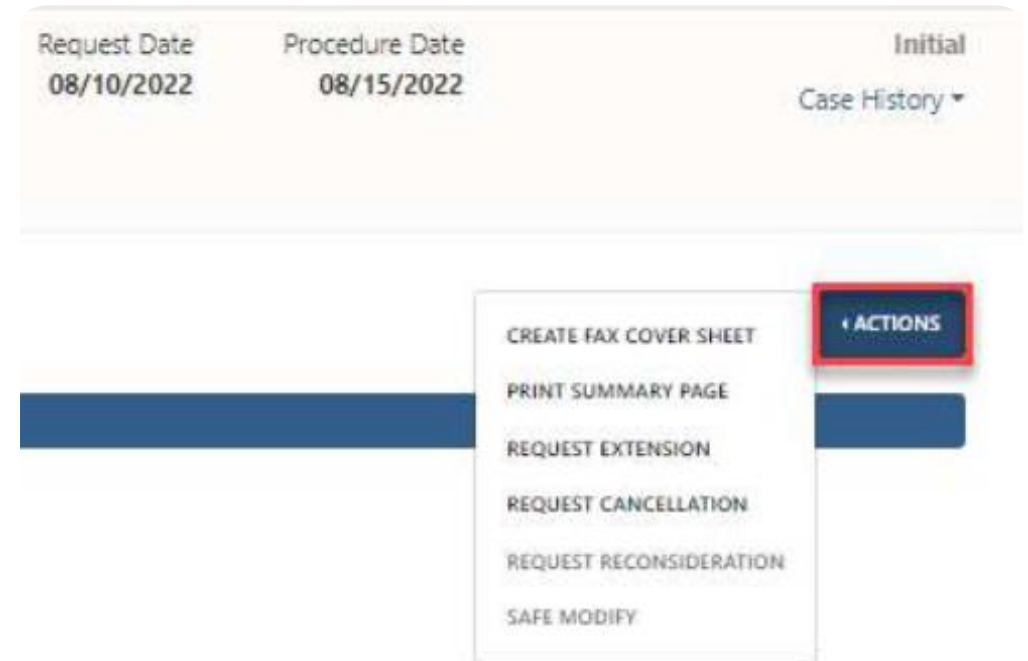 Request Date Procedure Date Initial
08/10/2022 08/15/2022
Case History
ACTIONS
CREATE FAX COVER SHEET
PRINT SUMMARY PAGE
REQUEST EXTENSION
REQUEST CANCELLATION
REQUEST RECONSIDERATION
SAFE MODIFY